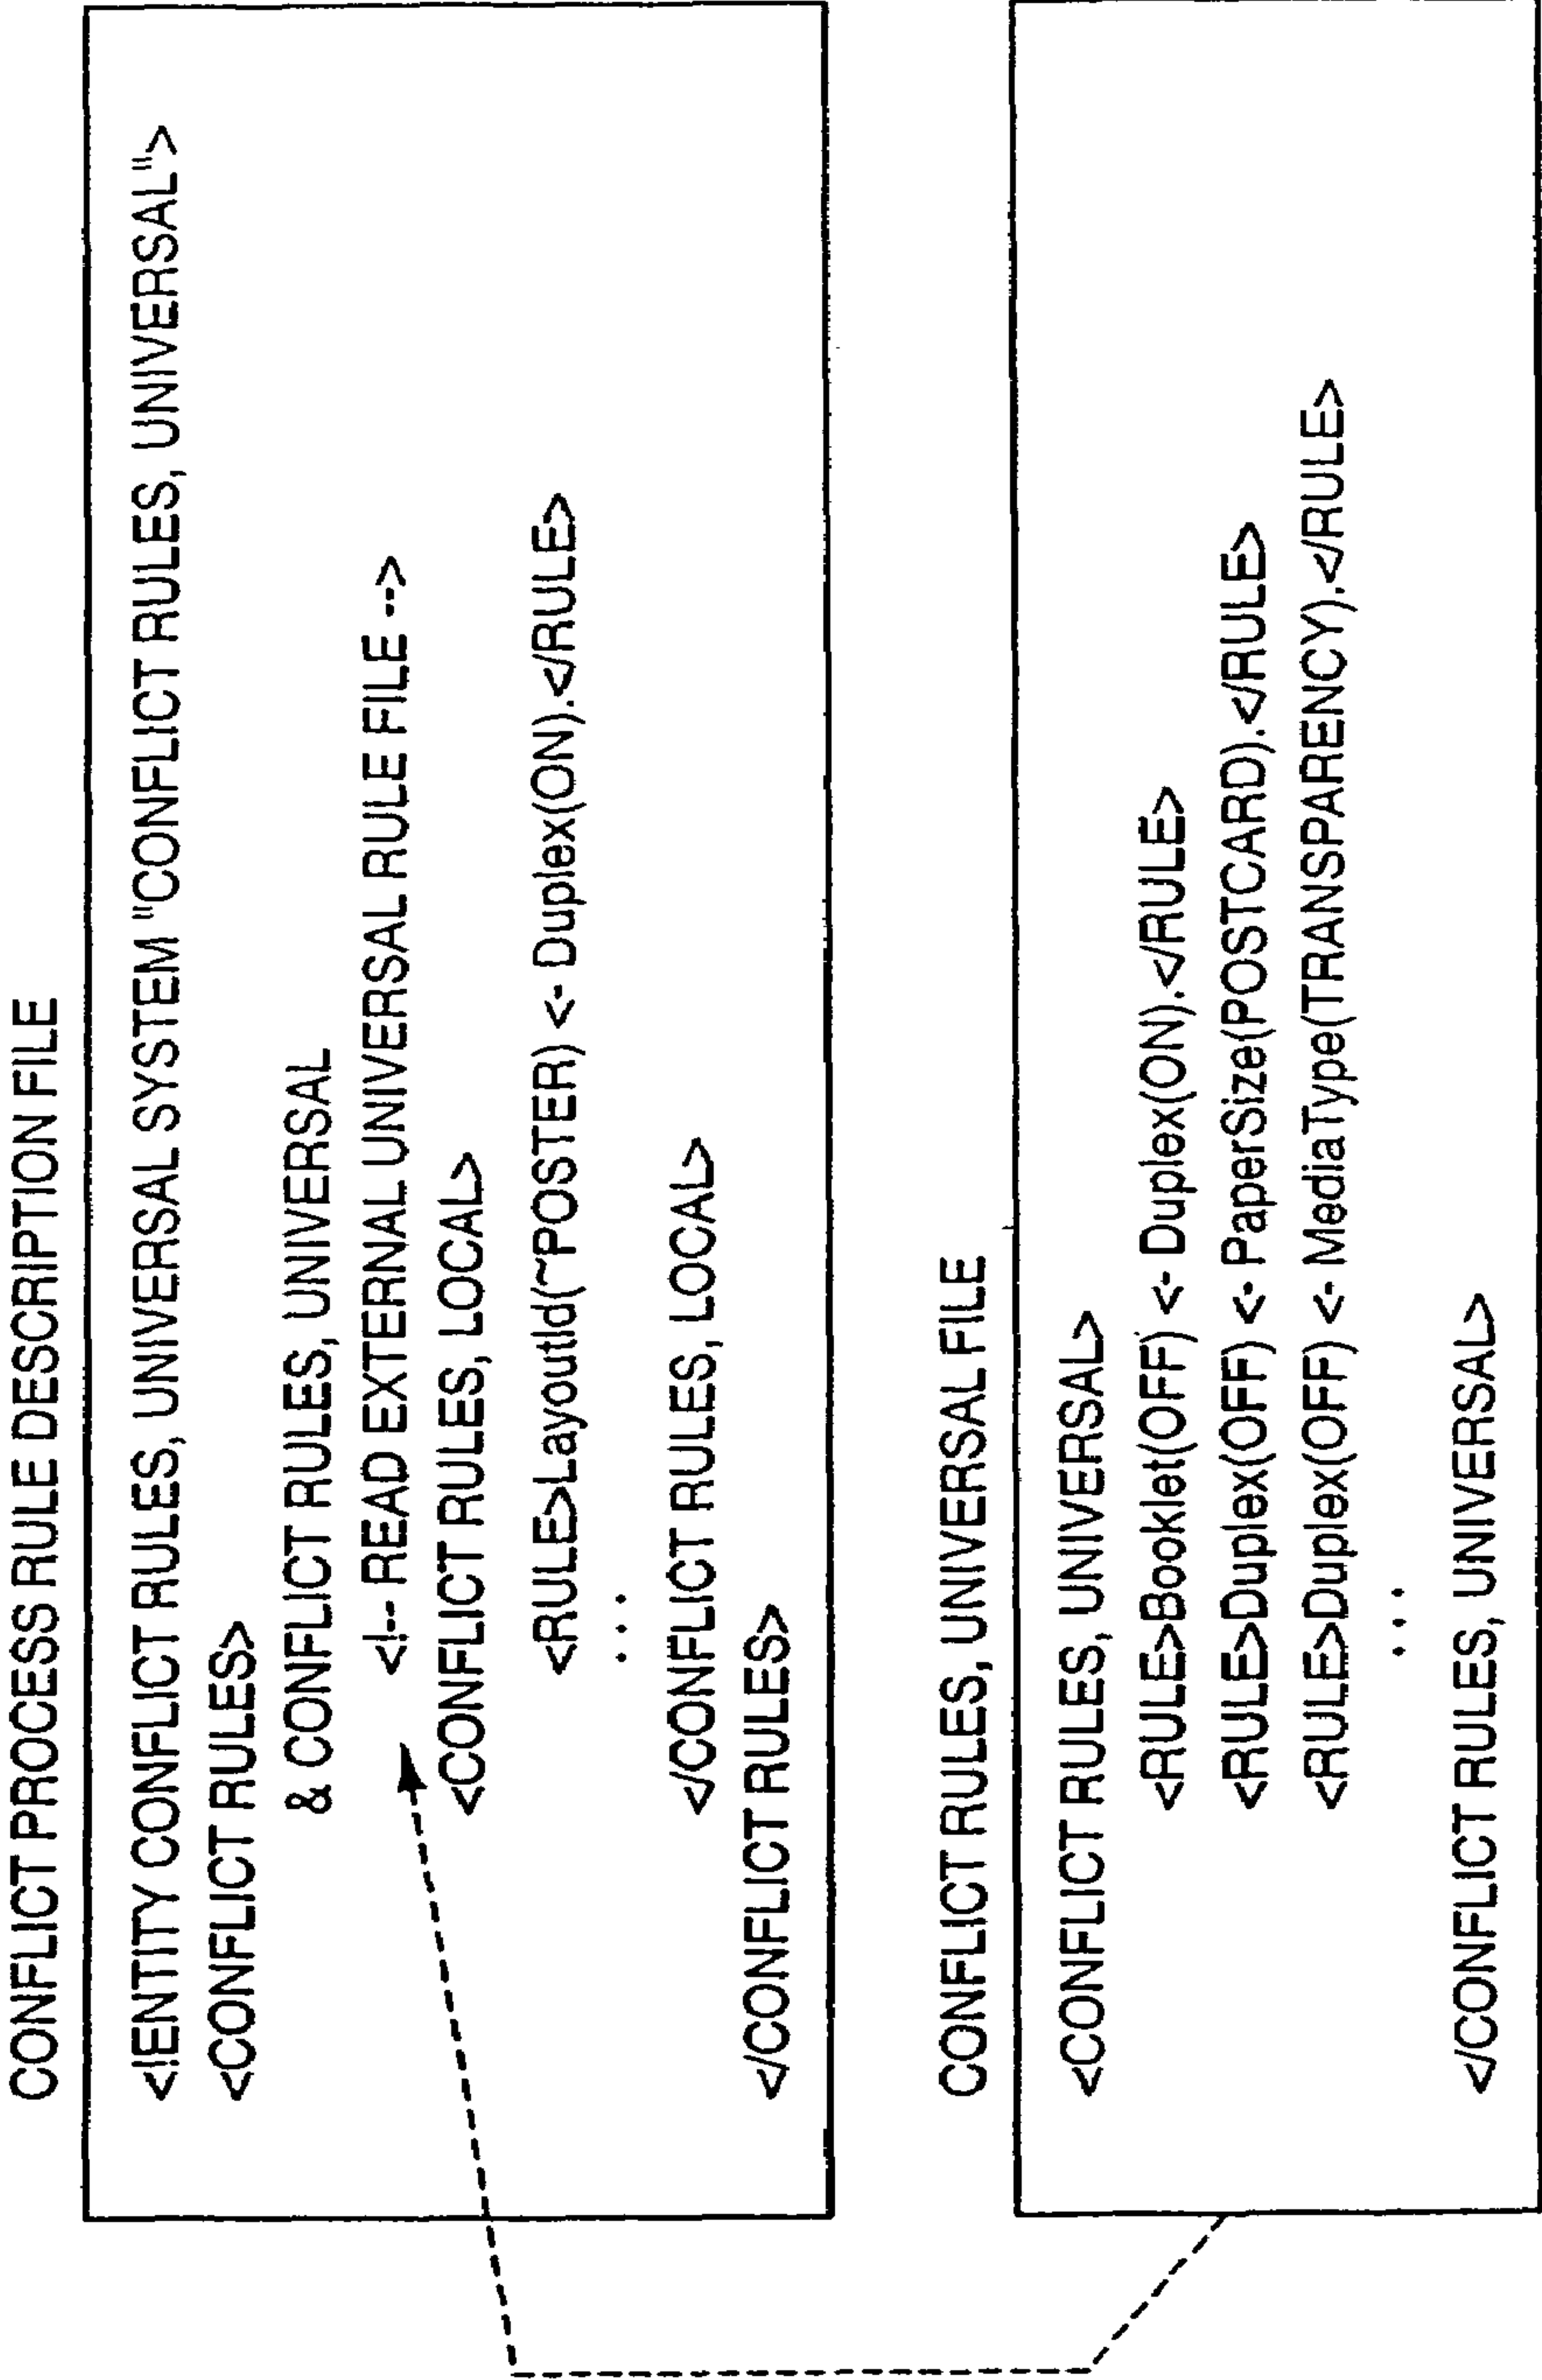 CONFLICT PROCESS RULE DESCRIPTION FILE
<!ENTITY CONFLICT RULES, UNIVERSAL SYSTEM "CONFLICT RULES, UNIVERSAL">
<CONFLICT RULES>
& CONFLICT RULES, UNIVERSAL
<!-- READ EXTERNAL UNIVERSAL RULE FILE -->
<CONFLICT RULES, LOCAL>
<RULE>LayoutId(~POSTER) <- Duplex(ON).</RULE>
...
</CONFLICT RULES, LOCAL>
</CONFLICT RULES>
CONFLICT RULES, UNIVERSAL FILE
<CONFLICT RULES, UNIVERSAL>
<RULE>Booklet(OFF) <- Duplex(ON).</RULE>
<RULE>Duplex(OFF) <- PaperSize(POSTCARD).</RULE>
<RULE>Duplex(OFF) <- MediaType(TRANSPARENCY).</RULE>
...
</CONFLICT RULES, UNIVERSAL>